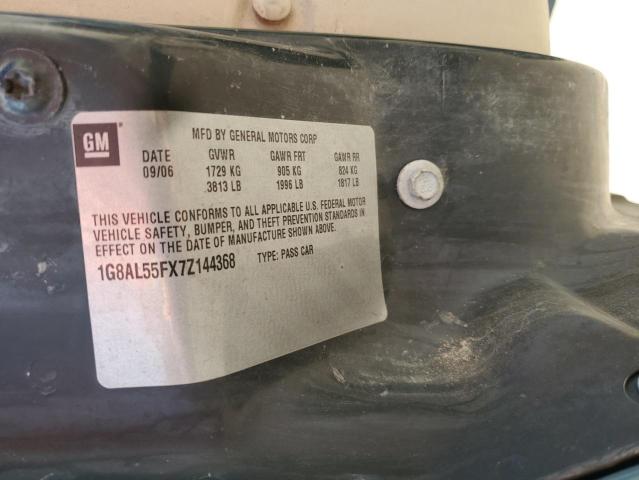 GM
MFD BY GENERAL MOTORS CORP
DATE GVWR GAWR FRT GAWR RR
09/06 1729 KG 905 KG 824 KG
3813 LB 1996 LB 1817 LB
THIS VEHICLE CONFORMS TO ALL APPLICABLE U.S. FEDERAL MOTOR
VEHICLE SAFETY, BUMPER, AND THEFT PREVENTION STANDARDS IN
EFFECT ON THE DATE OF MANUFACTURE SHOWN ABOVE.
1G8AL55FX7Z144368 TYPE: PASS CAR